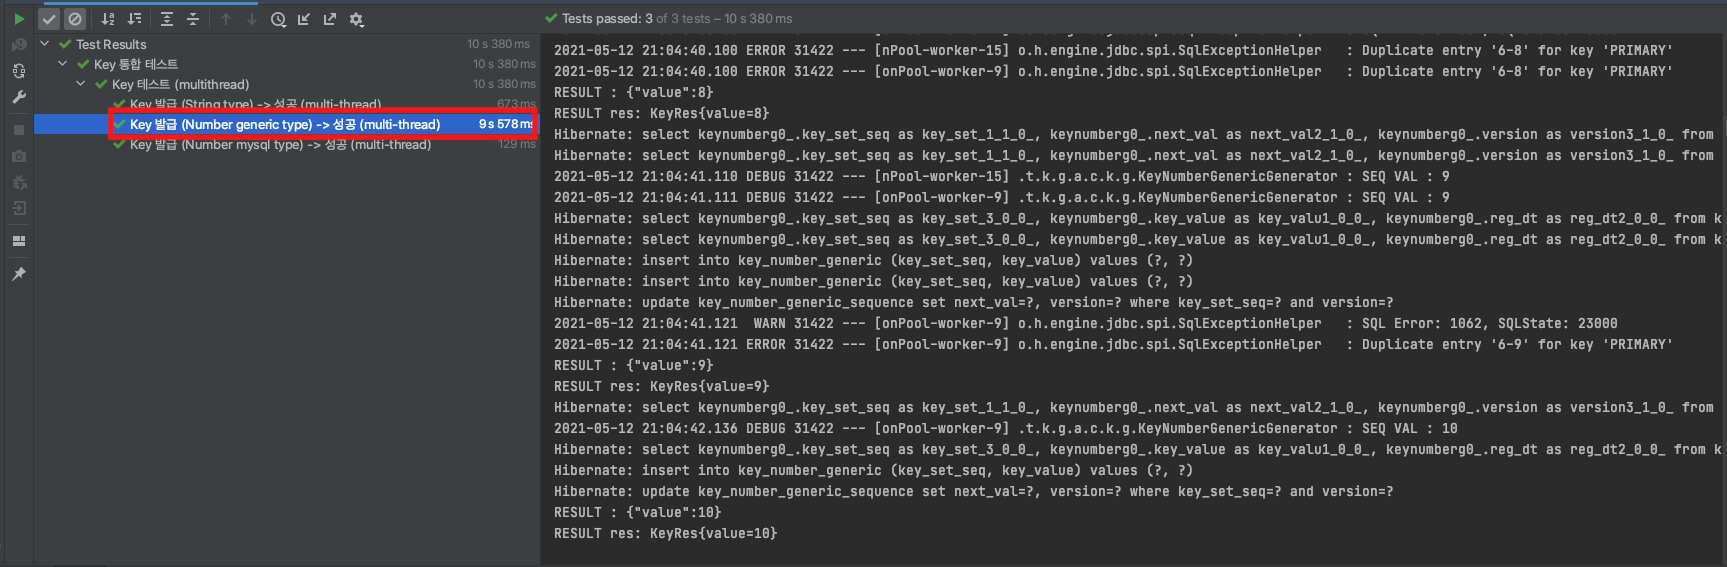 Tests passed: 3 of 3 tests – 10 s 380 ms
Test Results 10 s 380 ms
Key 통합 테스트 10 s 380 ms
Key 테스트 (multithread) 10 s 380 ms
Key 발급 (String type) -> 성공 (multi-thread) 673 ms
Key 발급 (Number generic type) -> 성공 (multi-thread) 9 s 578 ms
Key 발급 (Number mysql type) -> 성공 (multi-thread) 129 ms
2021-05-12 21:04:40.100 ERROR 31422 --- [nPool-worker-15] o.h.engine.jdbc.spi.SqlExceptionHelper : Duplicate entry '6-8' for key 'PRIMARY'
2021-05-12 21:04:40.100 ERROR 31422 --- [onPool-worker-9] o.h.engine.jdbc.spi.SqlExceptionHelper : Duplicate entry '6-8' for key 'PRIMARY'
RESULT : {"value":8}
RESULT res: KeyRes{value=8}
Hibernate: select keynumberg0_.key_set_seq as key_set_1_1_0_, keynumberg0_.next_val as next_val2_1_0_, keynumberg0_.version as version3_1_0_ from
Hibernate: select keynumberg0_.key_set_seq as key_set_1_1_0_, keynumberg0_.next_val as next_val2_1_0_, keynumberg0_.version as version3_1_0_ from
2021-05-12 21:04:41.110 DEBUG 31422 --- [nPool-worker-15] .t.k.g.a.c.k.g.KeyNumberGenericGenerator : SEQ VAL : 9
2021-05-12 21:04:41.111 DEBUG 31422 --- [onPool-worker-9] .t.k.g.a.c.k.g.KeyNumberGenericGenerator : SEQ VAL : 9
Hibernate: select keynumberg0_.key_set_seq as key_set_3_0_0_, keynumberg0_.key_value as key_valu1_0_0_, keynumberg0_.reg_dt as reg_dt2_0_0_ from k
Hibernate: select keynumberg0_.key_set_seq as key_set_3_0_0_, keynumberg0_.key_value as key_valu1_0_0_, keynumberg0_.reg_dt as reg_dt2_0_0_ from k
Hibernate: insert into key_number_generic (key_set_seq, key_value) values (?, ?)
Hibernate: insert into key_number_generic (key_set_seq, key_value) values (?, ?)
Hibernate: update key_number_generic_sequence set next_val=?, version=? where key_set_seq=? and version=?
2021-05-12 21:04:41.121 WARN 31422 --- [onPool-worker-9] o.h.engine.jdbc.spi.SqlExceptionHelper : SQL Error: 1062, SQLState: 23000
2021-05-12 21:04:41.121 ERROR 31422 --- [onPool-worker-9] o.h.engine.jdbc.spi.SqlExceptionHelper : Duplicate entry '6-9' for key 'PRIMARY'
RESULT : {"value":9}
RESULT res: KeyRes{value=9}
Hibernate: select keynumberg0_.key_set_seq as key_set_1_1_0_, keynumberg0_.next_val as next_val2_1_0_, keynumberg0_.version as version3_1_0_ from
2021-05-12 21:04:42.136 DEBUG 31422 --- [onPool-worker-9] .t.k.g.a.c.k.g.KeyNumberGenericGenerator : SEQ VAL : 10
Hibernate: select keynumberg0_.key_set_seq as key_set_3_0_0_, keynumberg0_.key_value as key_valu1_0_0_, keynumberg0_.reg_dt as reg_dt2_0_0_ from k
Hibernate: insert into key_number_generic (key_set_seq, key_value) values (?, ?)
Hibernate: update key_number_generic_sequence set next_val=?, version=? where key_set_seq=? and version=?
RESULT : {"value":10}
RESULT res: KeyRes{value=10}